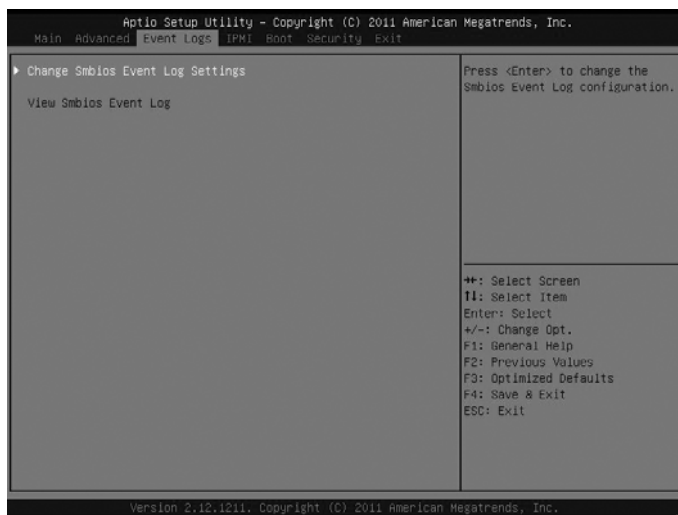 Aptio Setup Utility – Copyright (C) 2011 American Megatrends, Inc.
Main Advanced Event Logs IPMI Boot Security Exit
▶ Change Smbios Event Log Settings
View Smbios Event Log
Press <Enter> to change the
Smbios Event Log configuration.
→←: Select Screen
↑↓: Select Item
Enter: Select
+/-: Change Opt.
F1: General Help
F2: Previous Values
F3: Optimized Defaults
F4: Save & Exit
ESC: Exit
Version 2.12.1211. Copyright (C) 2011 American Megatrends, Inc.